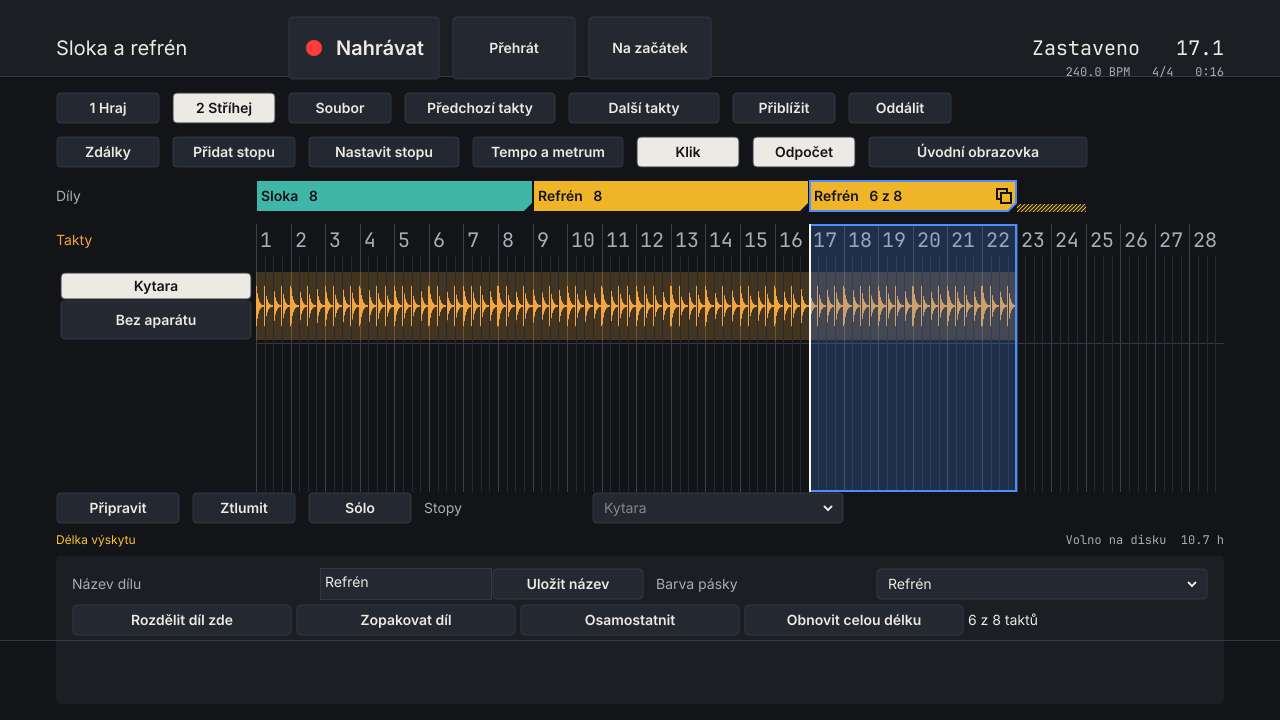 Sloka a refrén
Nahrávat
Přehrát
Na začátek
Zastaveno 17.1
240.0 BPM 4/4 0:16
1 Hraj
2 Stříhej
Soubor
Předchozí takty
Další takty
Přiblížit
Oddálit
Zdálky
Přidat stopu
Nastavit stopu
Tempo a metrum
Klik
Odpočet
Úvodní obrazovka
Díly
Sloka 8
Refrén 8
Refrén 6 z 8
Takty
1 2 3 4 5 6 7 8 9 10 11 12 13 14 15 16 17 18 19 20 21 22 23 24 25 26 27 28
Kytara
Bez aparátu
Připravit
Ztlumit
Sólo
Stopy
Kytara
Délka výskytu
Volno na disku 10.7 h
Název dílu
Refrén
Uložit název
Barva pásky
Refrén
Rozdělit díl zde
Zopakovat díl
Osamostatnit
Obnovit celou délku
6 z 8 taktů